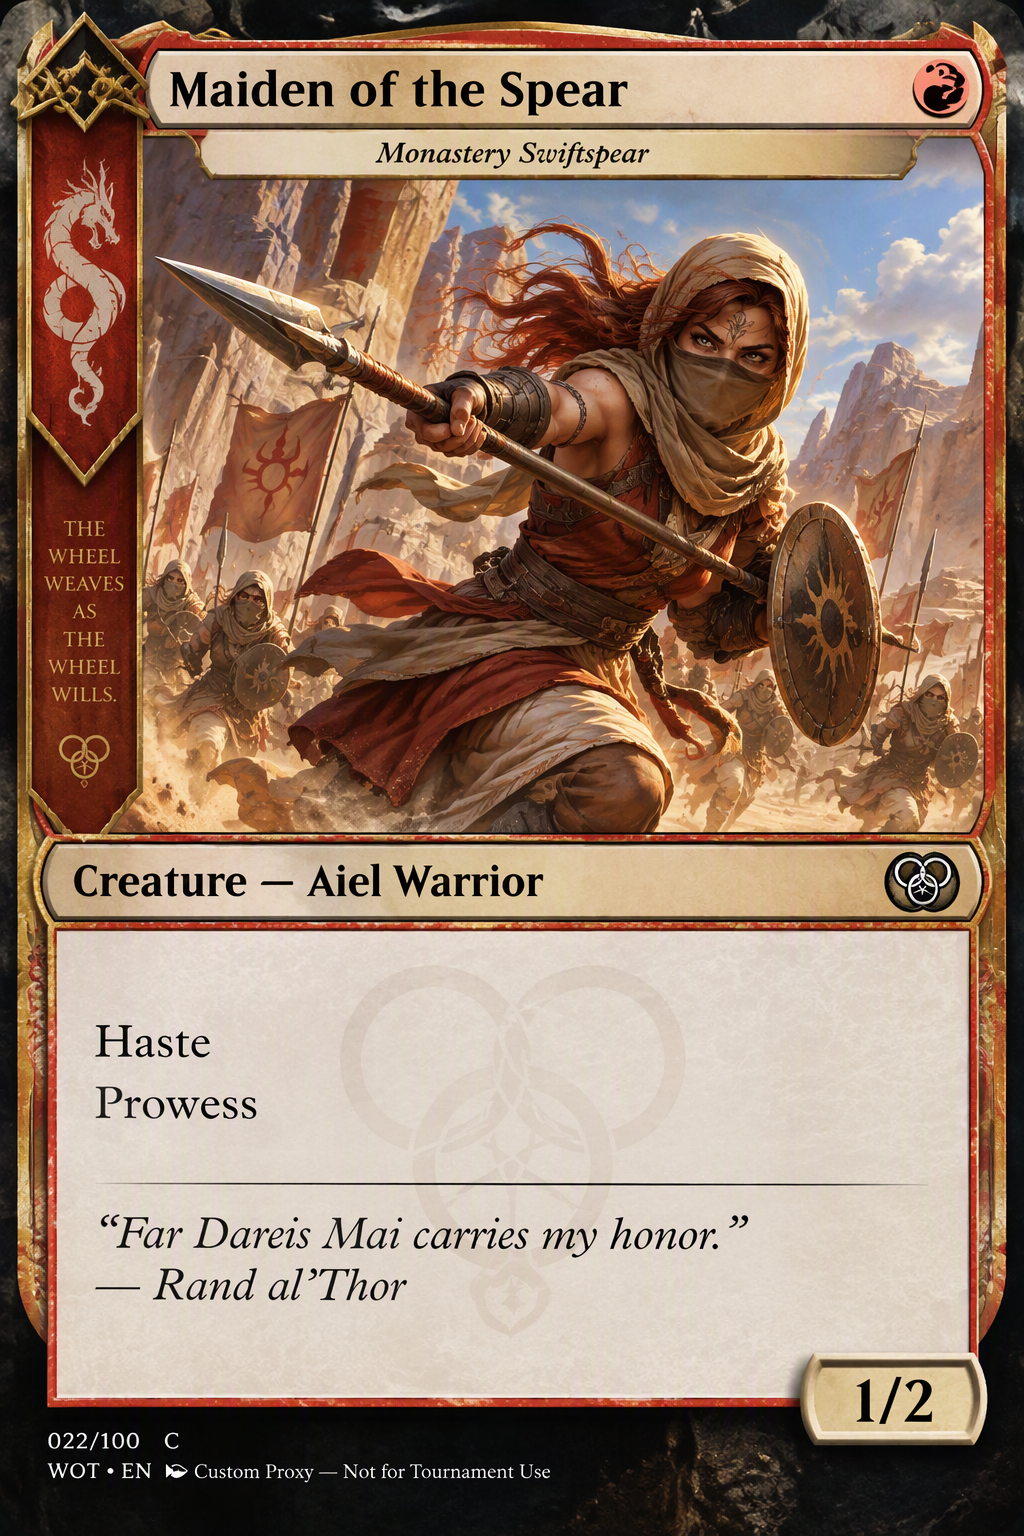 Maiden of the Spear
Monastery Swiftspear
THE
WHEEL
WEAVES
AS
THE
WHEEL
WILLS.
Creature — Aiel Warrior
Haste
Prowess
“Far Dareis Mai carries my honor.”
— Rand al’Thor
1/2
022/100 C
WOT • EN Custom Proxy — Not for Tournament Use